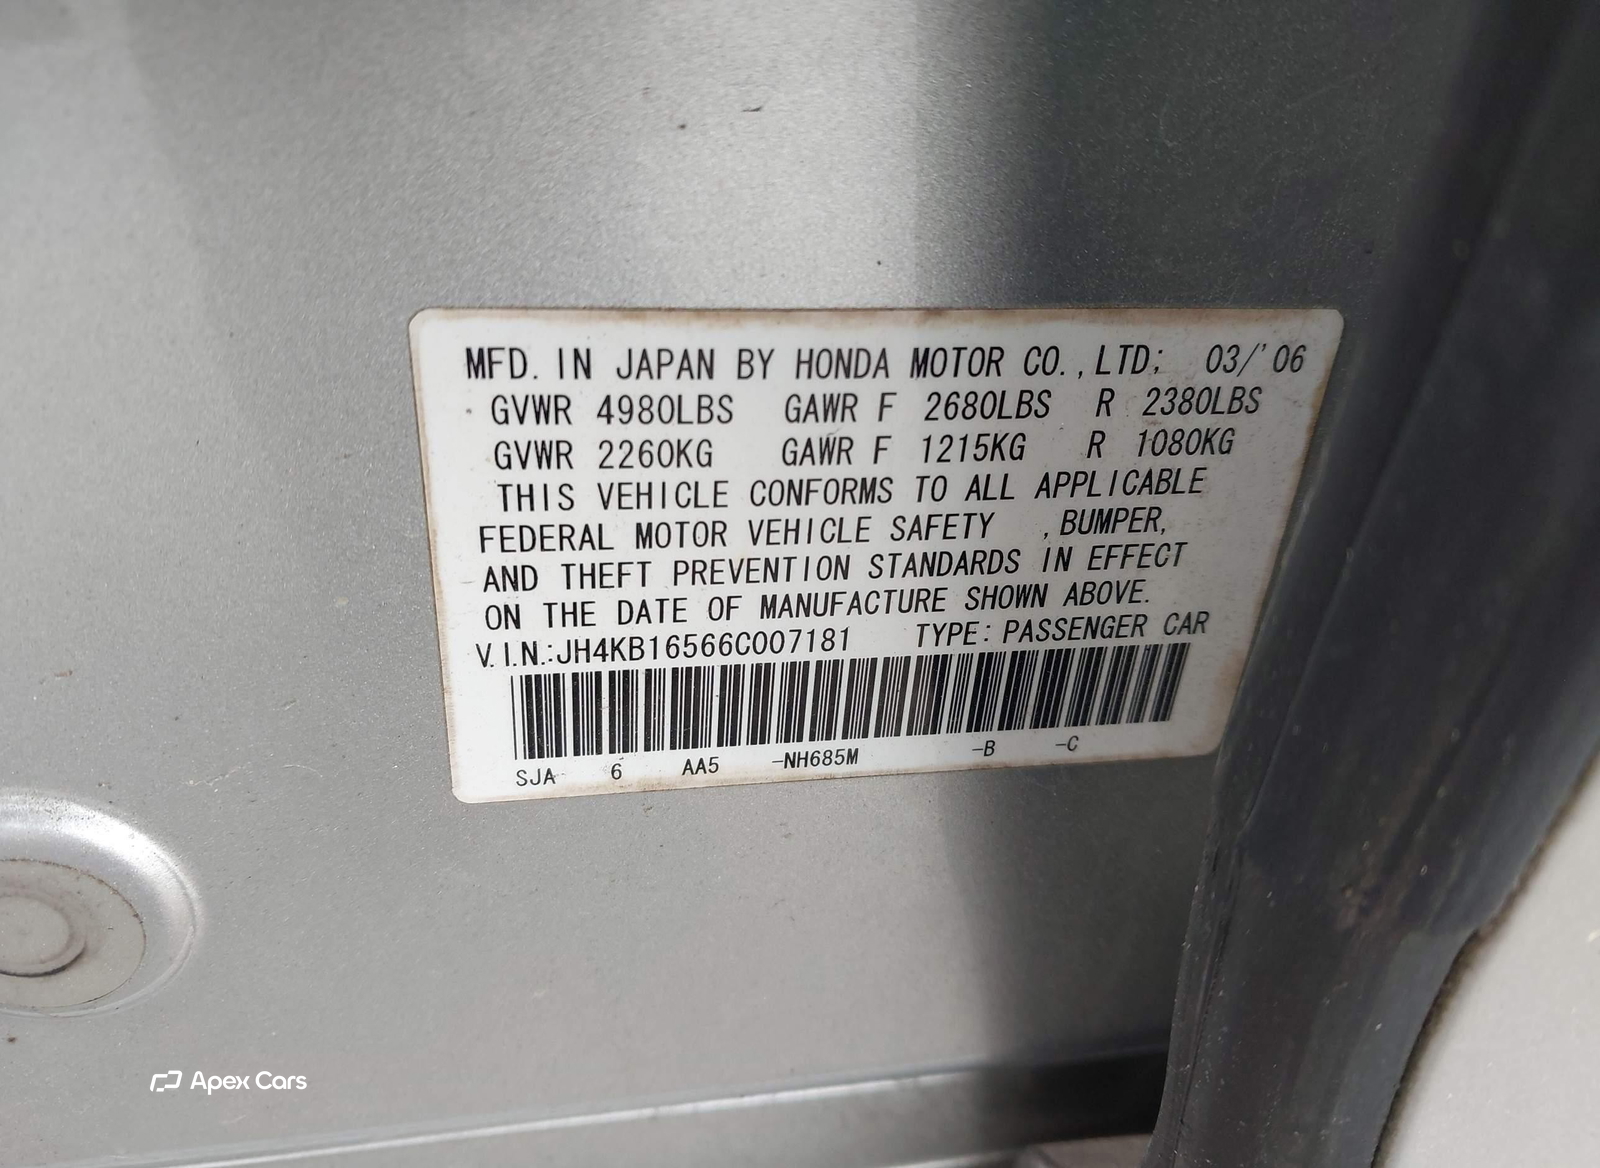 MFD. IN JAPAN BY HONDA MOTOR CO.,LTD; 03/'06
GVWR 4980LBS GAWR F 2680LBS R 2380LBS
GVWR 2260KG GAWR F 1215KG R 1080KG
THIS VEHICLE CONFORMS TO ALL APPLICABLE
FEDERAL MOTOR VEHICLE SAFETY , BUMPER,
AND THEFT PREVENTION STANDARDS IN EFFECT
ON THE DATE OF MANUFACTURE SHOWN ABOVE.
V.I.N.:JH4KB16566C007181 TYPE: PASSENGER CAR
SJA 6 AA5 -NH685M -B -C
Apex Cars